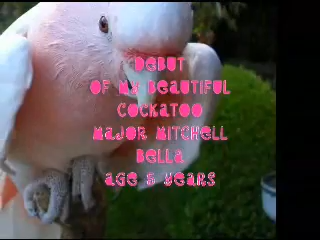 Debut
of my beautiful
Cockatoo
Major Mitchell
Bella
age 5 years